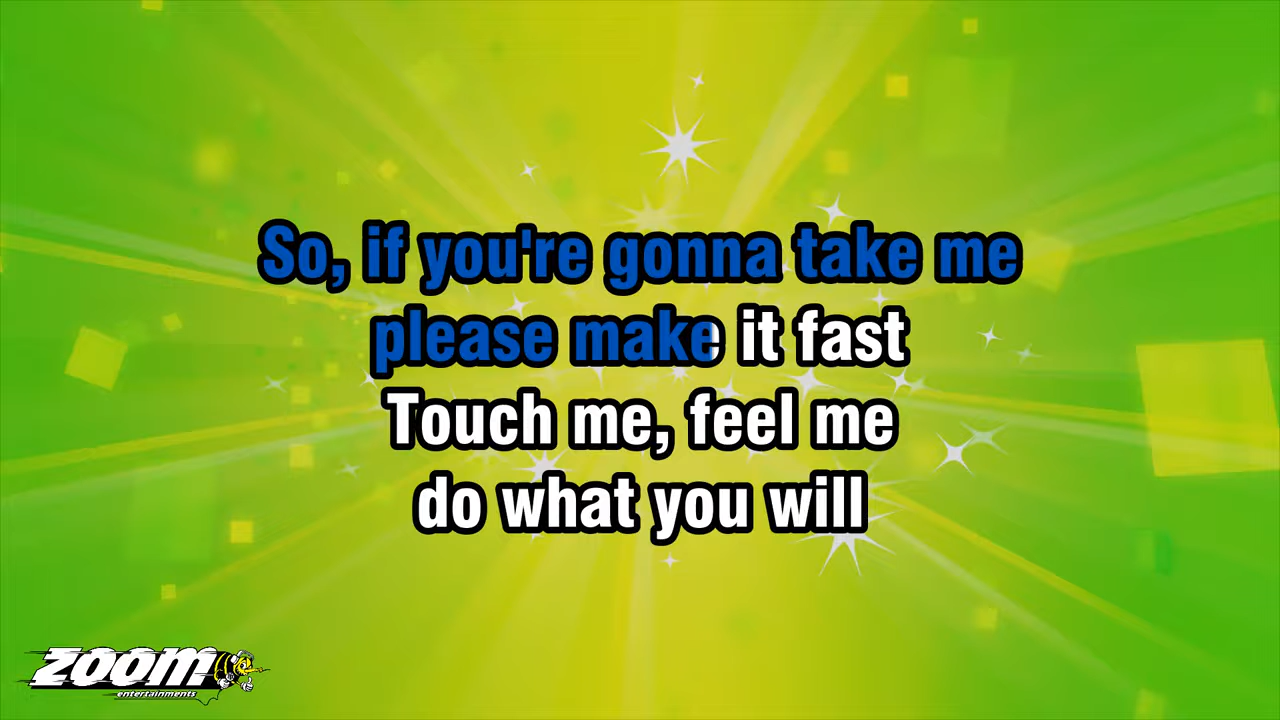 So, if you're gonna take me
please make it fast
Touch me, feel me
do what you will
zoom
entertainments